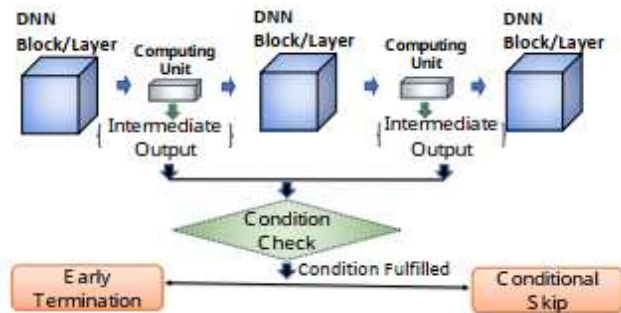 DNN
Block/Layer
Computing
Unit
DNN
Block/Layer
Computing
Unit
DNN
Block/Layer
Intermediate
Output
Intermediate
Output
Condition
Check
Condition Fulfilled
Early
Termination
Conditional
Skip